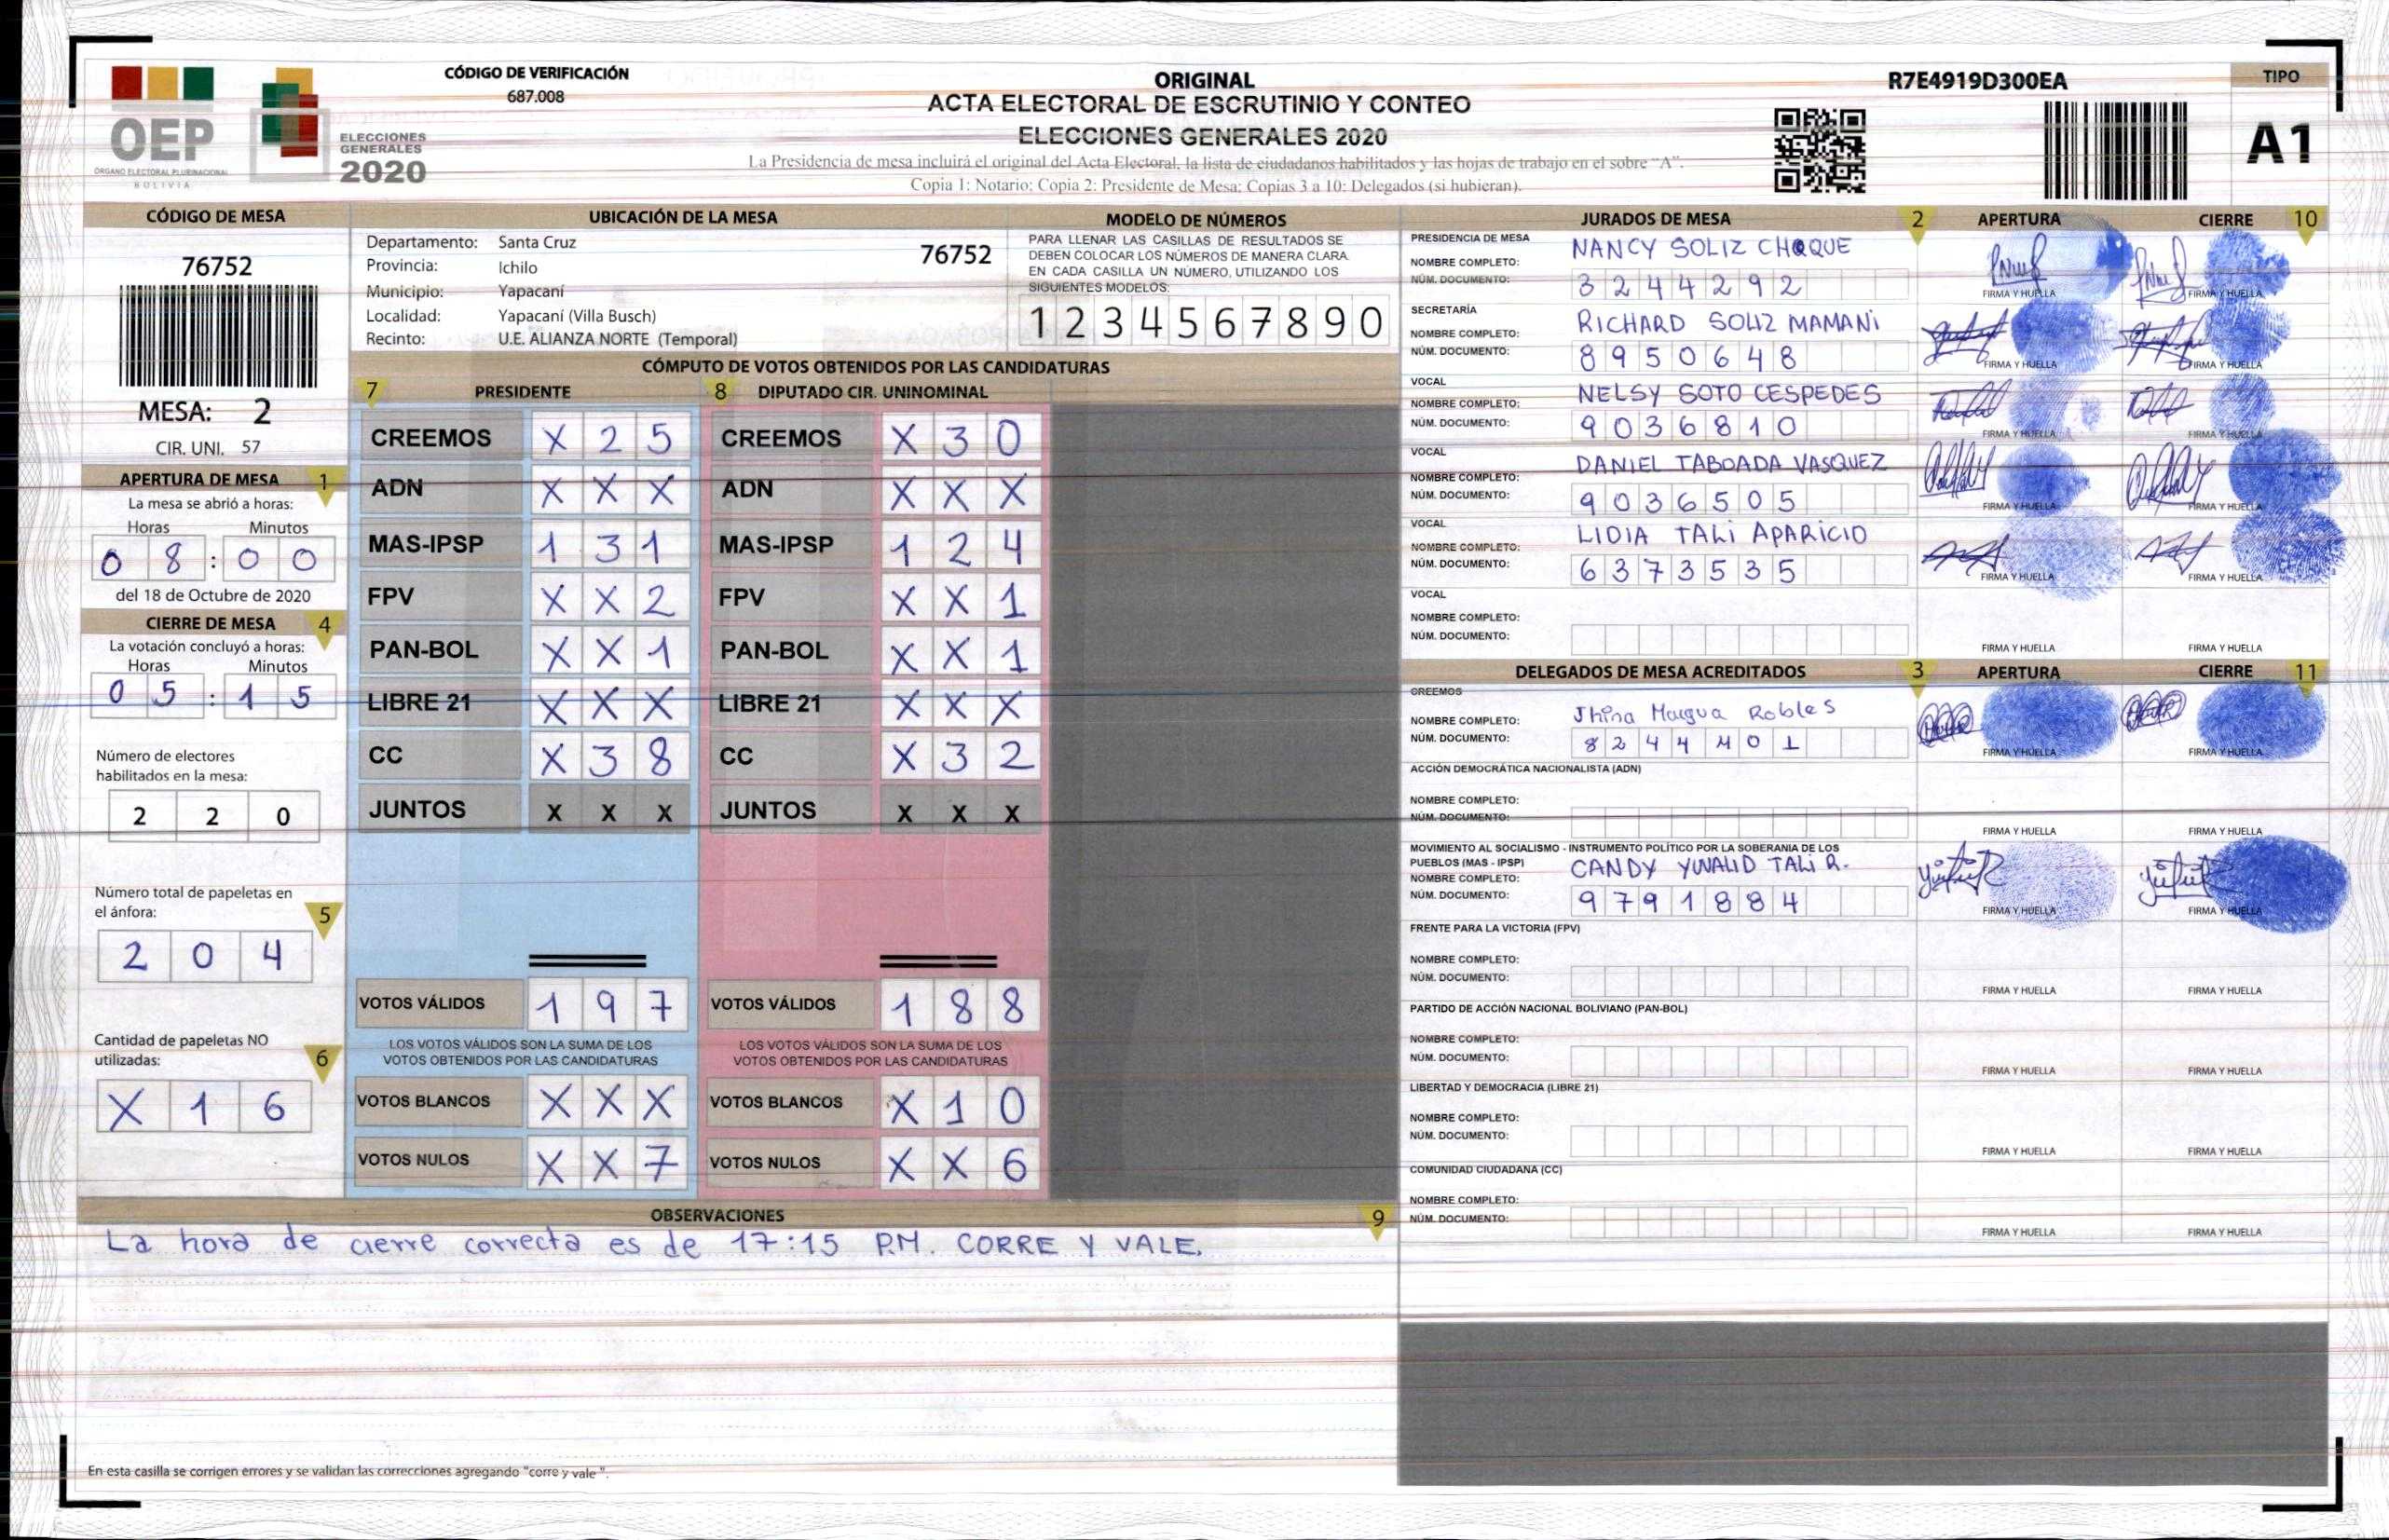 CÓDIGO DE VERIFICACIÓN
687.008
OEP
ÓRGANO ELECTORAL PLURINACIONAL
BOLIVIA
ELECCIONES
GENERALES
2020
ORIGINAL
ACTA ELECTORAL DE ESCRUTINIO Y CONTEO
ELECCIONES GENERALES 2020
La Presidencia de mesa incluirá el original del Acta Electoral, la lista de ciudadanos habilitados y las hojas de trabajo en el sobre "A".
Copia 1: Notario; Copia 2: Presidente de Mesa; Copias 3 a 10: Delegados (si hubieran).
R7E4919D300EA
TIPO
A1
CÓDIGO DE MESA
76752
MESA: 2
CIR. UNI. 57
APERTURA DE MESA 1
La mesa se abrió a horas:
Horas Minutos
0 8 : 0 0
del 18 de Octubre de 2020
CIERRE DE MESA 4
La votación concluyó a horas:
Horas Minutos
0 5 : 1 5
Número de electores
habilitados en la mesa:
2 2 0
Número total de papeletas en
el ánfora: 5
2 0 4
Cantidad de papeletas NO
utilizadas: 6
X 1 6
UBICACIÓN DE LA MESA
Departamento: Santa Cruz 76752
Provincia: Ichilo
Municipio: Yapacaní
Localidad: Yapacaní (Villa Busch)
Recinto: U.E. ALIANZA NORTE (Temporal)
MODELO DE NÚMEROS
PARA LLENAR LAS CASILLAS DE RESULTADOS SE
DEBEN COLOCAR LOS NÚMEROS DE MANERA CLARA.
EN CADA CASILLA UN NÚMERO, UTILIZANDO LOS
SIGUIENTES MODELOS:
1 2 3 4 5 6 7 8 9 0
CÓMPUTO DE VOTOS OBTENIDOS POR LAS CANDIDATURAS
7 PRESIDENTE 8 DIPUTADO CIR. UNINOMINAL
CREEMOS X 2 5 CREEMOS X 3 0
ADN X X X ADN X X X
MAS-IPSP 1 3 1 MAS-IPSP 1 2 4
FPV X X 2 FPV X X 1
PAN-BOL X X 1 PAN-BOL X X 1
LIBRE 21 X X X LIBRE 21 X X X
CC X 3 8 CC X 3 2
JUNTOS X X X JUNTOS X X X
VOTOS VÁLIDOS 1 9 7 VOTOS VÁLIDOS 1 8 8
LOS VOTOS VÁLIDOS SON LA SUMA DE LOS LOS VOTOS VÁLIDOS SON LA SUMA DE LOS
VOTOS OBTENIDOS POR LAS CANDIDATURAS VOTOS OBTENIDOS POR LAS CANDIDATURAS
VOTOS BLANCOS X X X VOTOS BLANCOS X 1 0
VOTOS NULOS X X 7 VOTOS NULOS X X 6
OBSERVACIONES 9
La hora de cierre correcta es de 17:15 P.M. CORRE Y VALE.
En esta casilla se corrigen errores y se validan las correcciones agregando "corre y vale ".
JURADOS DE MESA 2 APERTURA CIERRE 10
PRESIDENCIA DE MESA
NOMBRE COMPLETO: NANCY SOLIZ CHOQUE
NÚM. DOCUMENTO: 3 2 4 4 2 9 2
FIRMA Y HUELLA FIRMA Y HUELLA
SECRETARÍA
NOMBRE COMPLETO: RICHARD SOLIZ MAMANI
NÚM. DOCUMENTO: 8 9 5 0 6 4 8
FIRMA Y HUELLA FIRMA Y HUELLA
VOCAL
NOMBRE COMPLETO: NELSY SOTO CESPEDES
NÚM. DOCUMENTO: 9 0 3 6 8 1 0
FIRMA Y HUELLA FIRMA Y HUELLA
VOCAL
NOMBRE COMPLETO: DANIEL TABOADA VASQUEZ
NÚM. DOCUMENTO: 9 0 3 6 5 0 5
FIRMA Y HUELLA FIRMA Y HUELLA
VOCAL
NOMBRE COMPLETO: LIDIA TALI APARICIO
NÚM. DOCUMENTO: 6 3 7 3 5 3 5
FIRMA Y HUELLA FIRMA Y HUELLA
VOCAL
NOMBRE COMPLETO:
NÚM. DOCUMENTO:
FIRMA Y HUELLA FIRMA Y HUELLA
DELEGADOS DE MESA ACREDITADOS 3 APERTURA CIERRE 11
CREEMOS
NOMBRE COMPLETO: Jhina Robles
NÚM. DOCUMENTO: 8 2 4 4 4 0 1
FIRMA Y HUELLA FIRMA Y HUELLA
ACCIÓN DEMOCRÁTICA NACIONALISTA (ADN)
NOMBRE COMPLETO:
NÚM. DOCUMENTO:
FIRMA Y HUELLA FIRMA Y HUELLA
MOVIMIENTO AL SOCIALISMO - INSTRUMENTO POLÍTICO POR LA SOBERANIA DE LOS
PUEBLOS (MAS - IPSP)
NOMBRE COMPLETO: CANDY TALI R.
NÚM. DOCUMENTO: 9 7 9 1 8 8 4
FIRMA Y HUELLA FIRMA Y HUELLA
FRENTE PARA LA VICTORIA (FPV)
NOMBRE COMPLETO:
NÚM. DOCUMENTO:
FIRMA Y HUELLA FIRMA Y HUELLA
PARTIDO DE ACCIÓN NACIONAL BOLIVIANO (PAN-BOL)
NOMBRE COMPLETO:
NÚM. DOCUMENTO:
FIRMA Y HUELLA FIRMA Y HUELLA
LIBERTAD Y DEMOCRACIA (LIBRE 21)
NOMBRE COMPLETO:
NÚM. DOCUMENTO:
FIRMA Y HUELLA FIRMA Y HUELLA
COMUNIDAD CIUDADANA (CC)
NOMBRE COMPLETO:
NÚM. DOCUMENTO:
FIRMA Y HUELLA FIRMA Y HUELLA